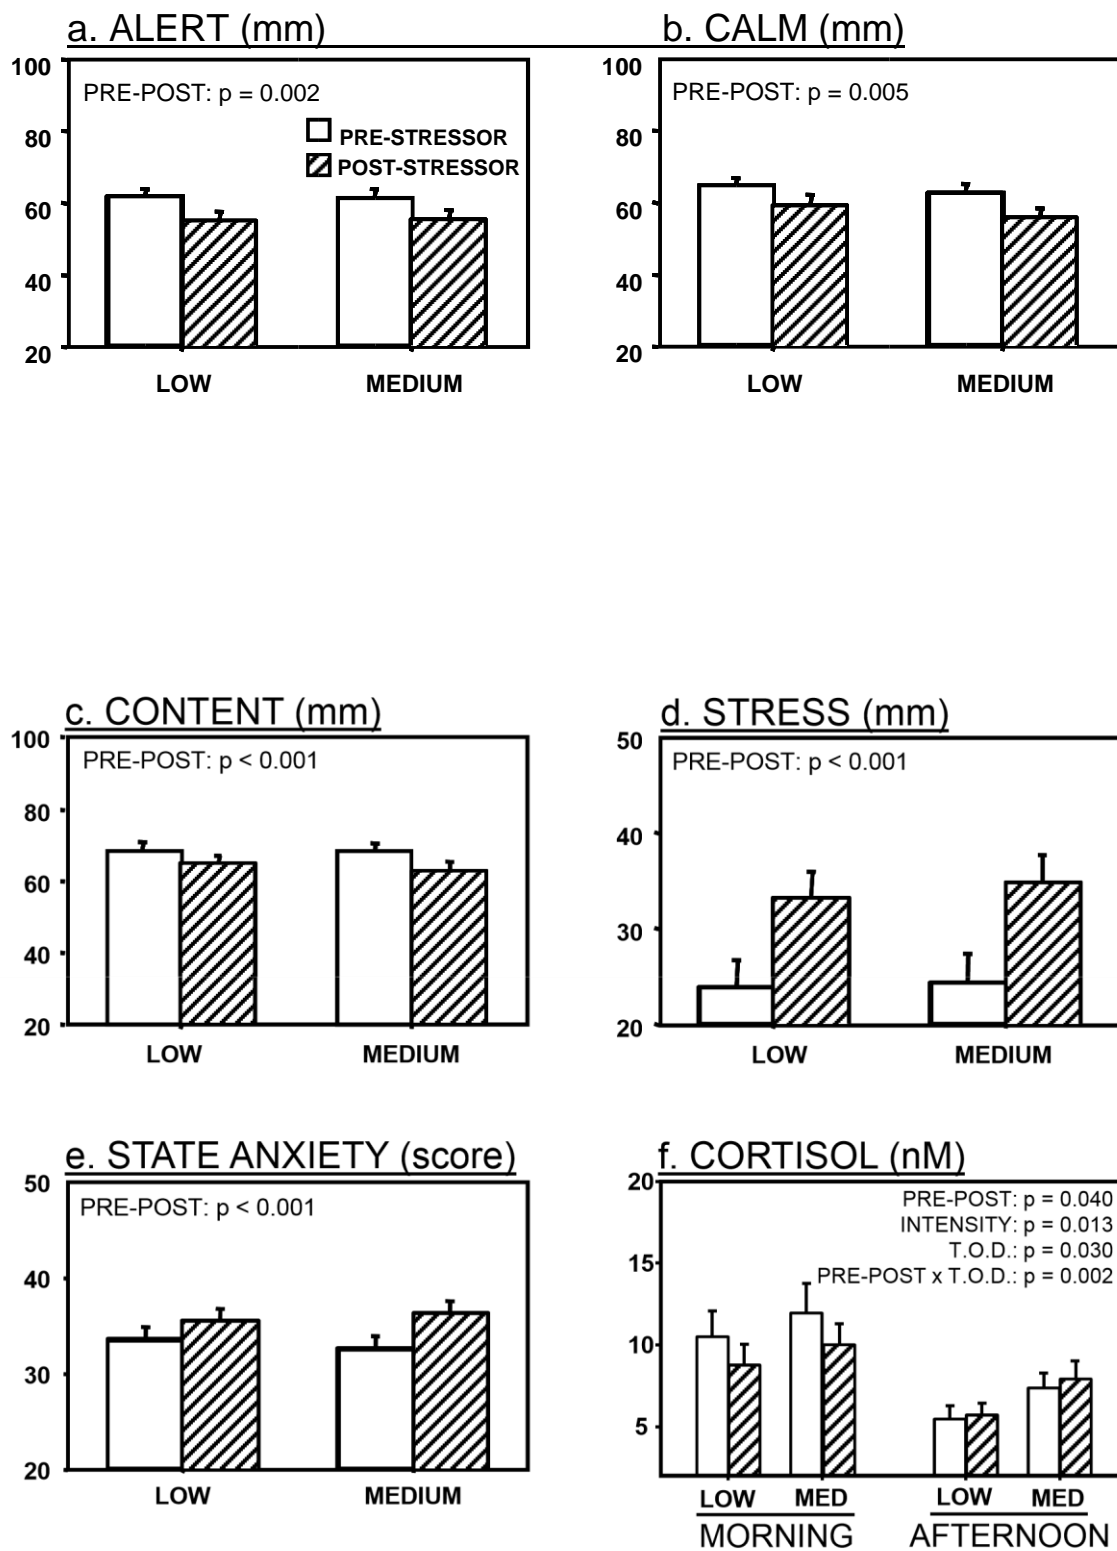 a. ALERT (mm)
b. CALM (mm)
100
80
60
40
20
PRE-POST: p = 0.002
PRE-STRESSOR
POST-STRESSOR
LOW
MEDIUM
100
80
60
40
20
PRE-POST: p = 0.005
LOW
MEDIUM
c. CONTENT (mm)
100
80
60
40
20
PRE-POST: p < 0.001
LOW
MEDIUM
d. STRESS (mm)
50
40
30
20
PRE-POST: p < 0.001
LOW
MEDIUM
e. STATE ANXIETY (score)
50
40
30
20
PRE-POST: p < 0.001
LOW
MEDIUM
f. CORTISOL (nM)
20
15
10
5
PRE-POST: p = 0.040
INTENSITY: p = 0.013
T.O.D.: p = 0.030
PRE-POST x T.O.D.: p = 0.002
LOW MED LOW MED
MORNING AFTERNOON